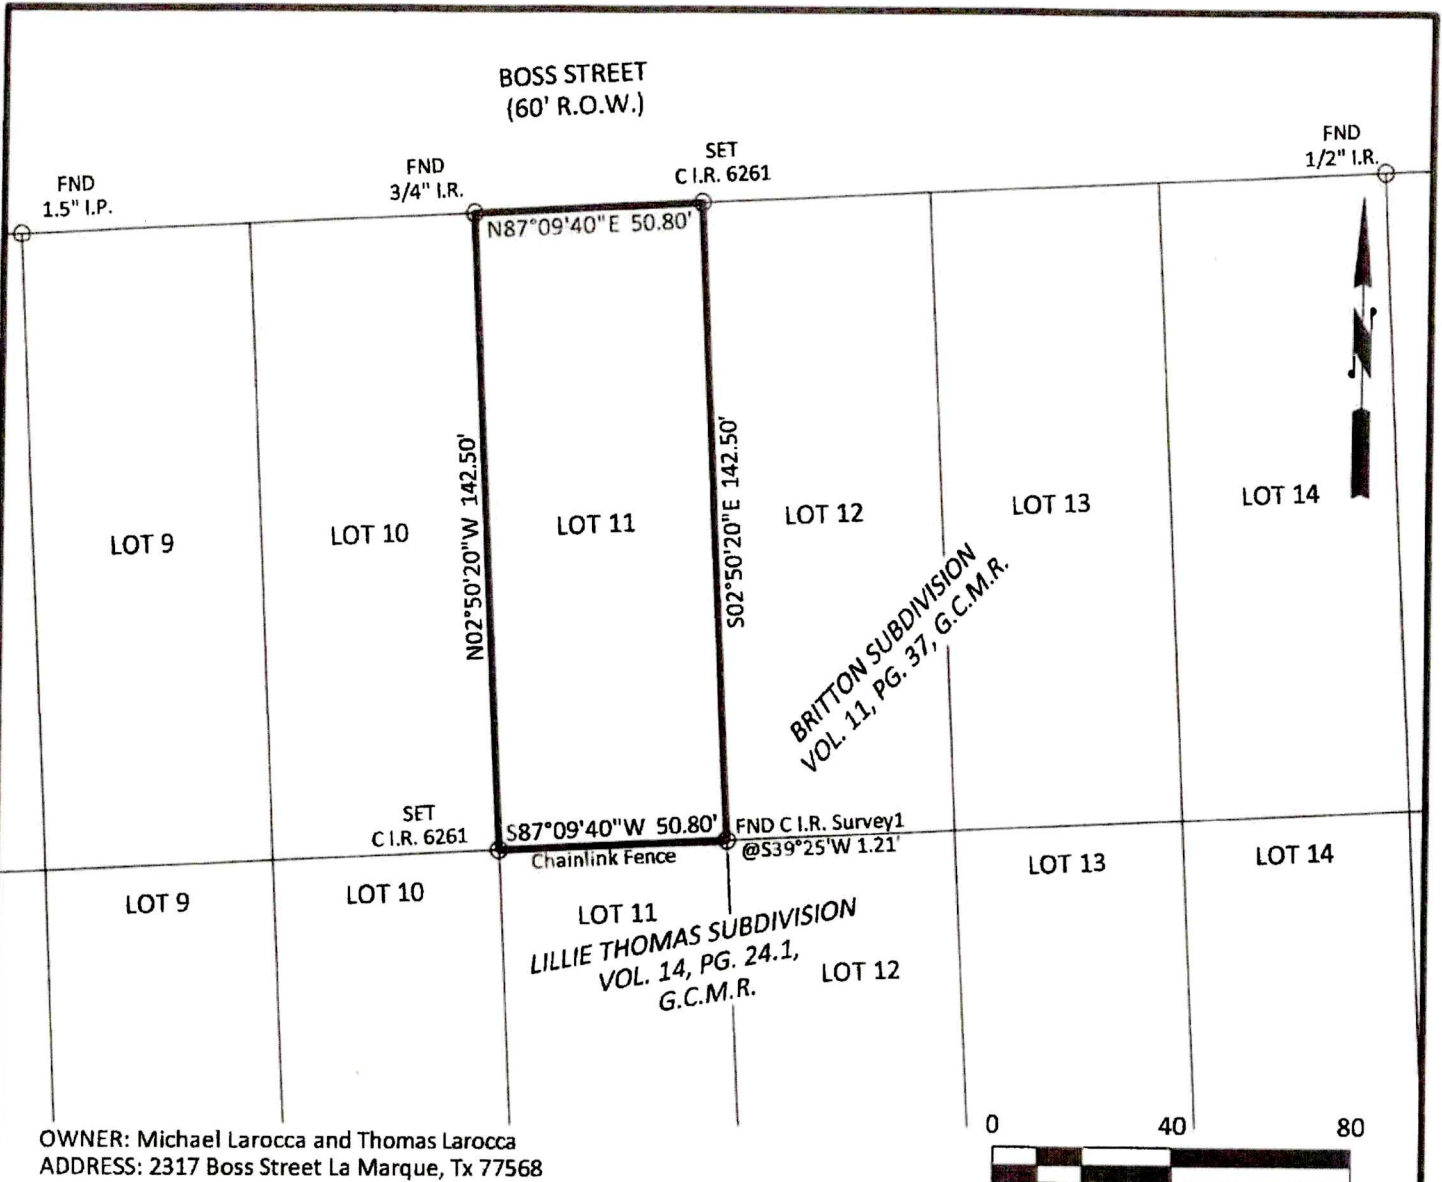 BOSS STREET
(60' R.O.W.)
FND
1.5" I.P.
FND
3/4" I.R.
SET
C I.R. 6261
FND
1/2" I.R.
N87°09'40"E 50.80'
N
N02°50'20"W 142.50'
S02°50'20"E 142.50'
LOT 9
LOT 10
LOT 11
LOT 12
LOT 13
LOT 14
BRITTON SUBDIVISION
VOL. 11, PG. 37, G.C.M.R.
SET
C I.R. 6261
S87°09'40"W 50.80'
Chainlink Fence
FND C I.R. Survey1
@S39°25'W 1.21'
LOT 9
LOT 10
LOT 11
LOT 12
LOT 13
LOT 14
LILLIE THOMAS SUBDIVISION
VOL. 14, PG. 24.1,
G.C.M.R.
OWNER: Michael Larocca and Thomas Larocca
ADDRESS: 2317 Boss Street La Marque, Tx 77568
0 40 80